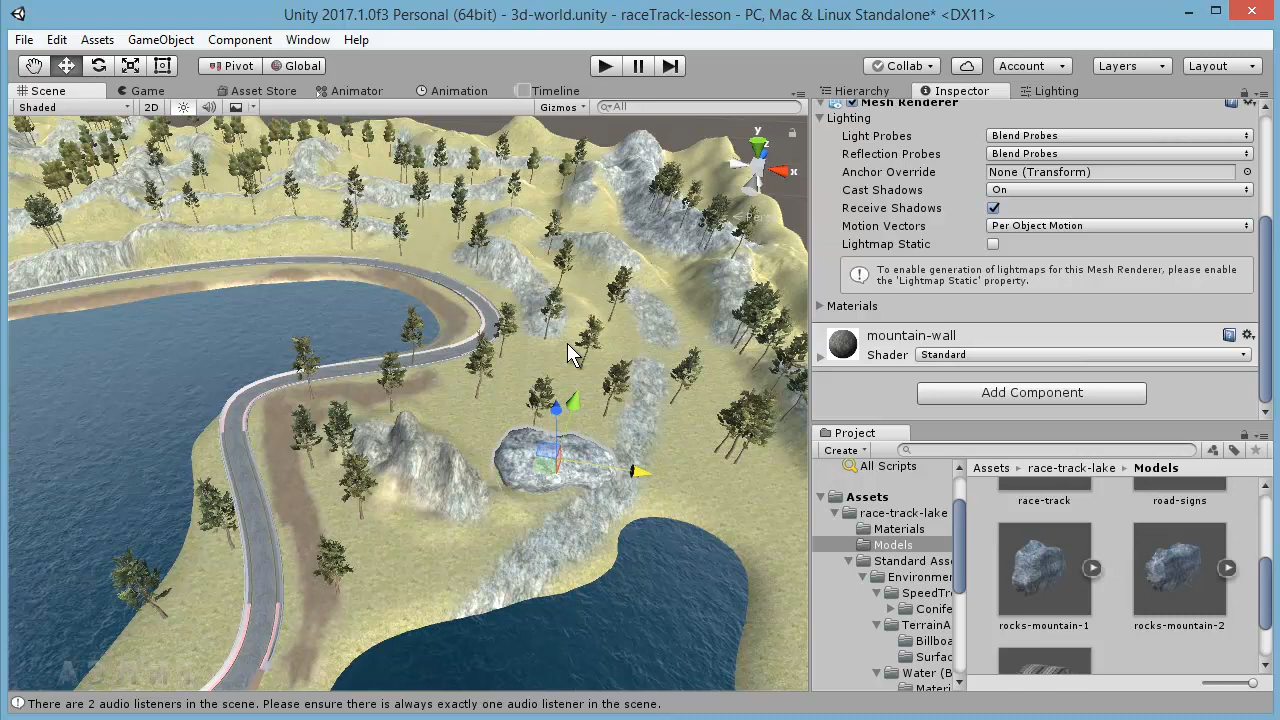 Unity 2017.1.0f3 Personal (64bit) - 3d-world.unity - raceTrack-lesson - PC, Mac & Linux Standalone* <DX11>
File Edit Assets GameObject Component Window Help
Pivot Global Collab Account Layers Layout
Scene Game Asset Store Animator Animation Timeline Hierarchy Inspector Lighting
Shaded 2D Gizmos All
Mesh Renderer
Lighting
Light Probes Blend Probes
Reflection Probes Blend Probes
Anchor Override None (Transform)
Cast Shadows On
Receive Shadows
Motion Vectors Per Object Motion
Lightmap Static
To enable generation of lightmaps for this Mesh Renderer, please enable
the 'Lightmap Static' property.
Materials
mountain-wall
Shader Standard
Add Component
y
z
x
Project
Create
All Scripts
Assets
race-track-lake
Materials
Models
Standard Ass
Environme
SpeedTr
Conife
TerrainA
Billboa
Surfac
Water (B
Materi
Assets race-track-lake Models
race-track road-signs
rocks-mountain-1 rocks-mountain-2
There are 2 audio listeners in the scene. Please ensure there is always exactly one audio listener in the scene.